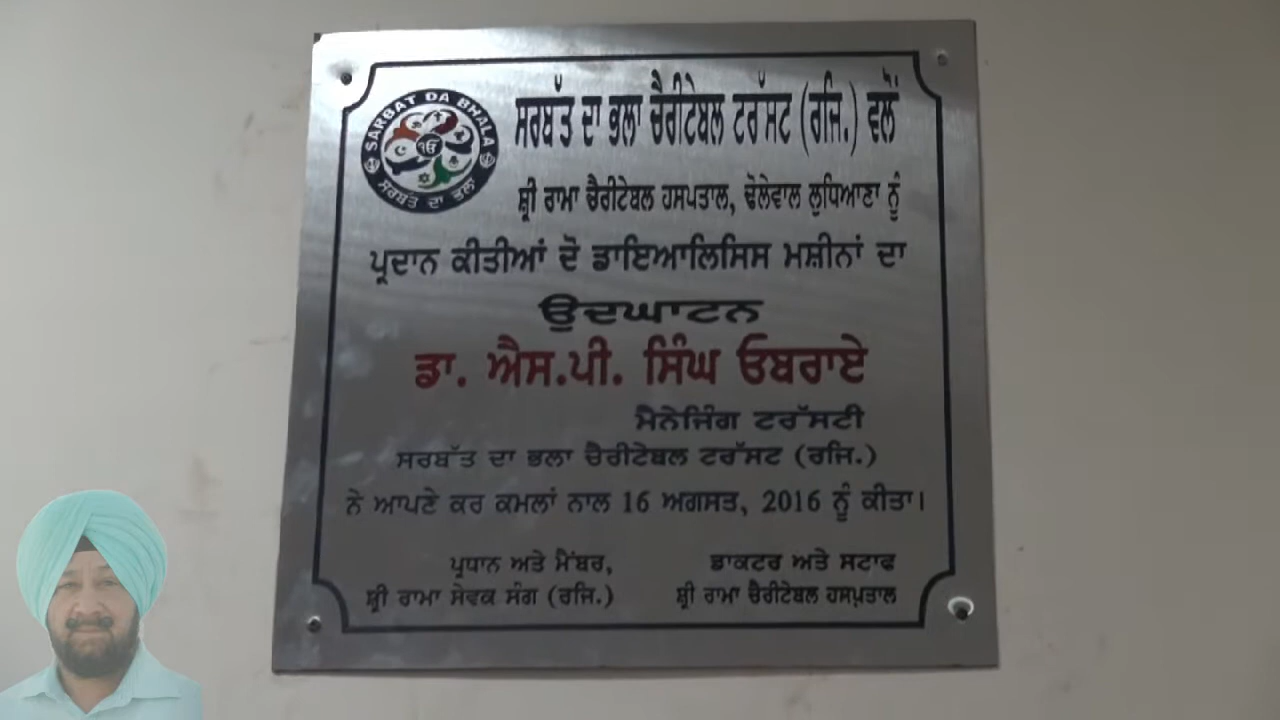 SARBAT DA BHALA
ੴ
ਸਰਬੱਤ ਦਾ ਭਲਾ
ਸਰਬੱਤ ਦਾ ਭਲਾ ਚੈਰੀਟੇਬਲ ਟਰੱਸਟ (ਰਜਿ.) ਵਲੋਂ
ਸ਼੍ਰੀ ਰਾਮਾ ਚੈਰੀਟੇਬਲ ਹਸਪਤਾਲ, ਢੋਲੇਵਾਲ ਲੁਧਿਆਣਾ ਨੂੰ
ਪ੍ਰਦਾਨ ਕੀਤੀਆਂ ਦੋ ਡਾਇਆਲਿਸਿਸ ਮਸ਼ੀਨਾਂ ਦਾ
ਉਦਘਾਟਨ
ਡਾ. ਐਸ.ਪੀ. ਸਿੰਘ ਓਬਰਾਏ
ਮੈਨੇਜਿੰਗ ਟਰੱਸਟੀ
ਸਰਬੱਤ ਦਾ ਭਲਾ ਚੈਰੀਟੇਬਲ ਟਰੱਸਟ (ਰਜਿ.)
ਨੇ ਆਪਣੇ ਕਰ ਕਮਲਾਂ ਨਾਲ 16 ਅਗਸਤ, 2016 ਨੂੰ ਕੀਤਾ।
ਪ੍ਰਧਾਨ ਅਤੇ ਮੈਂਬਰ,
ਸ਼੍ਰੀ ਰਾਮਾ ਸੇਵਕ ਸੰਗ (ਰਜਿ.)
ਡਾਕਟਰ ਅਤੇ ਸਟਾਫ
ਸ਼੍ਰੀ ਰਾਮਾ ਚੈਰੀਟੇਬਲ ਹਸਪ੍ਤਾਲ